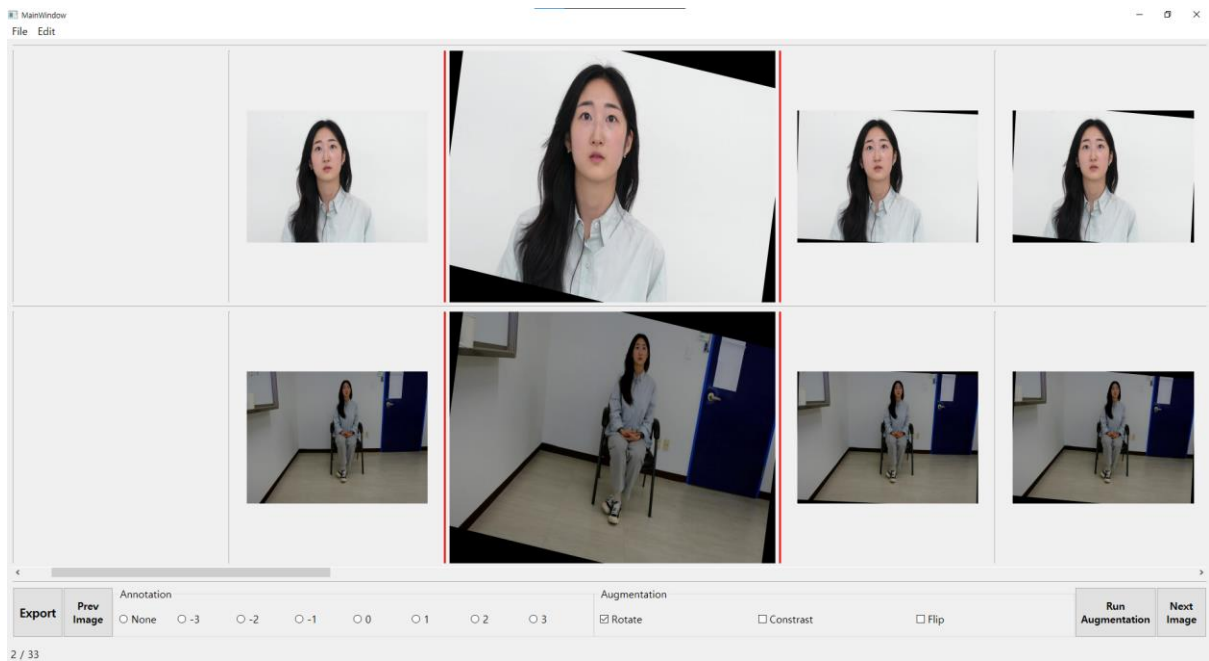 MainWindow
File Edit
Export
Prev
Image
Annotation
None -3 -2 -1 0 1 2 3
Augmentation
Rotate Constrast Flip
Run
Augmentation
Next
Image
2 / 33